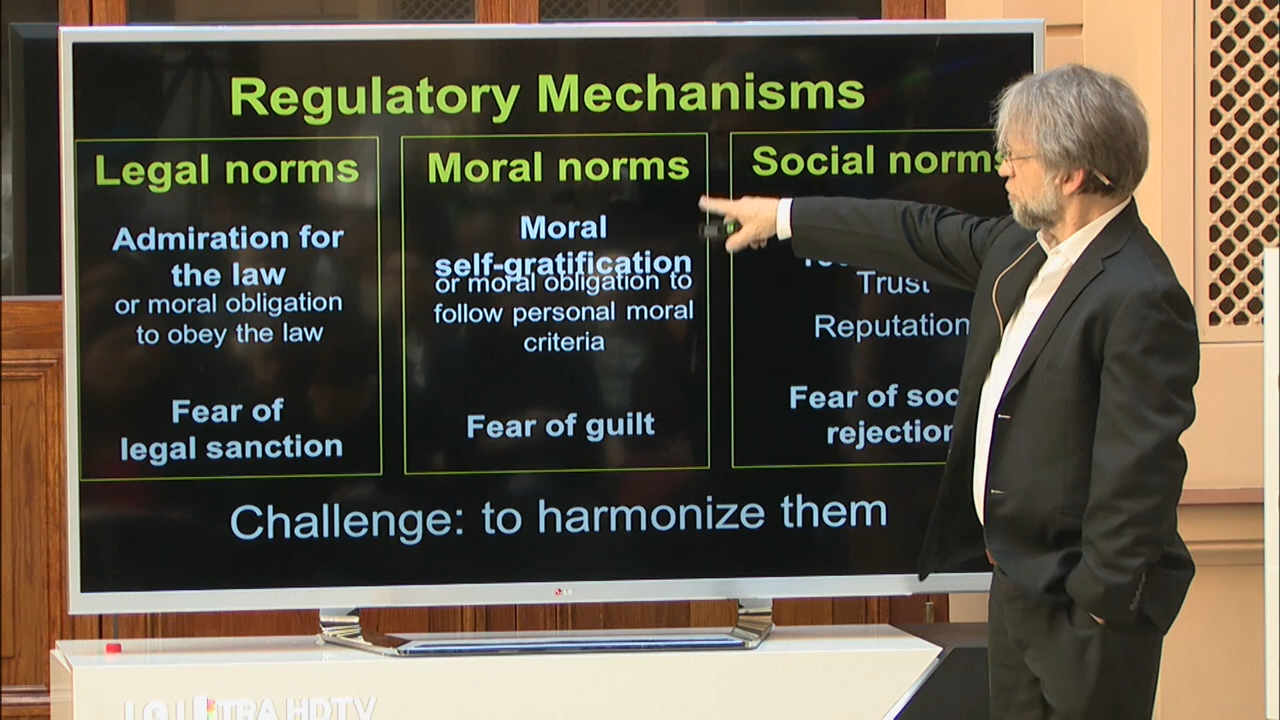 Regulatory Mechanisms
Legal norms
Admiration for
the law
or moral obligation
to obey the law
Fear of
legal sanction
Moral norms
Moral
self-gratification
or moral obligation to
follow personal moral
criteria
Fear of guilt
Social norms
Trust
Reputation
Fear of soc
rejection
Challenge: to harmonize them
LG
LG ULTRA HDTV